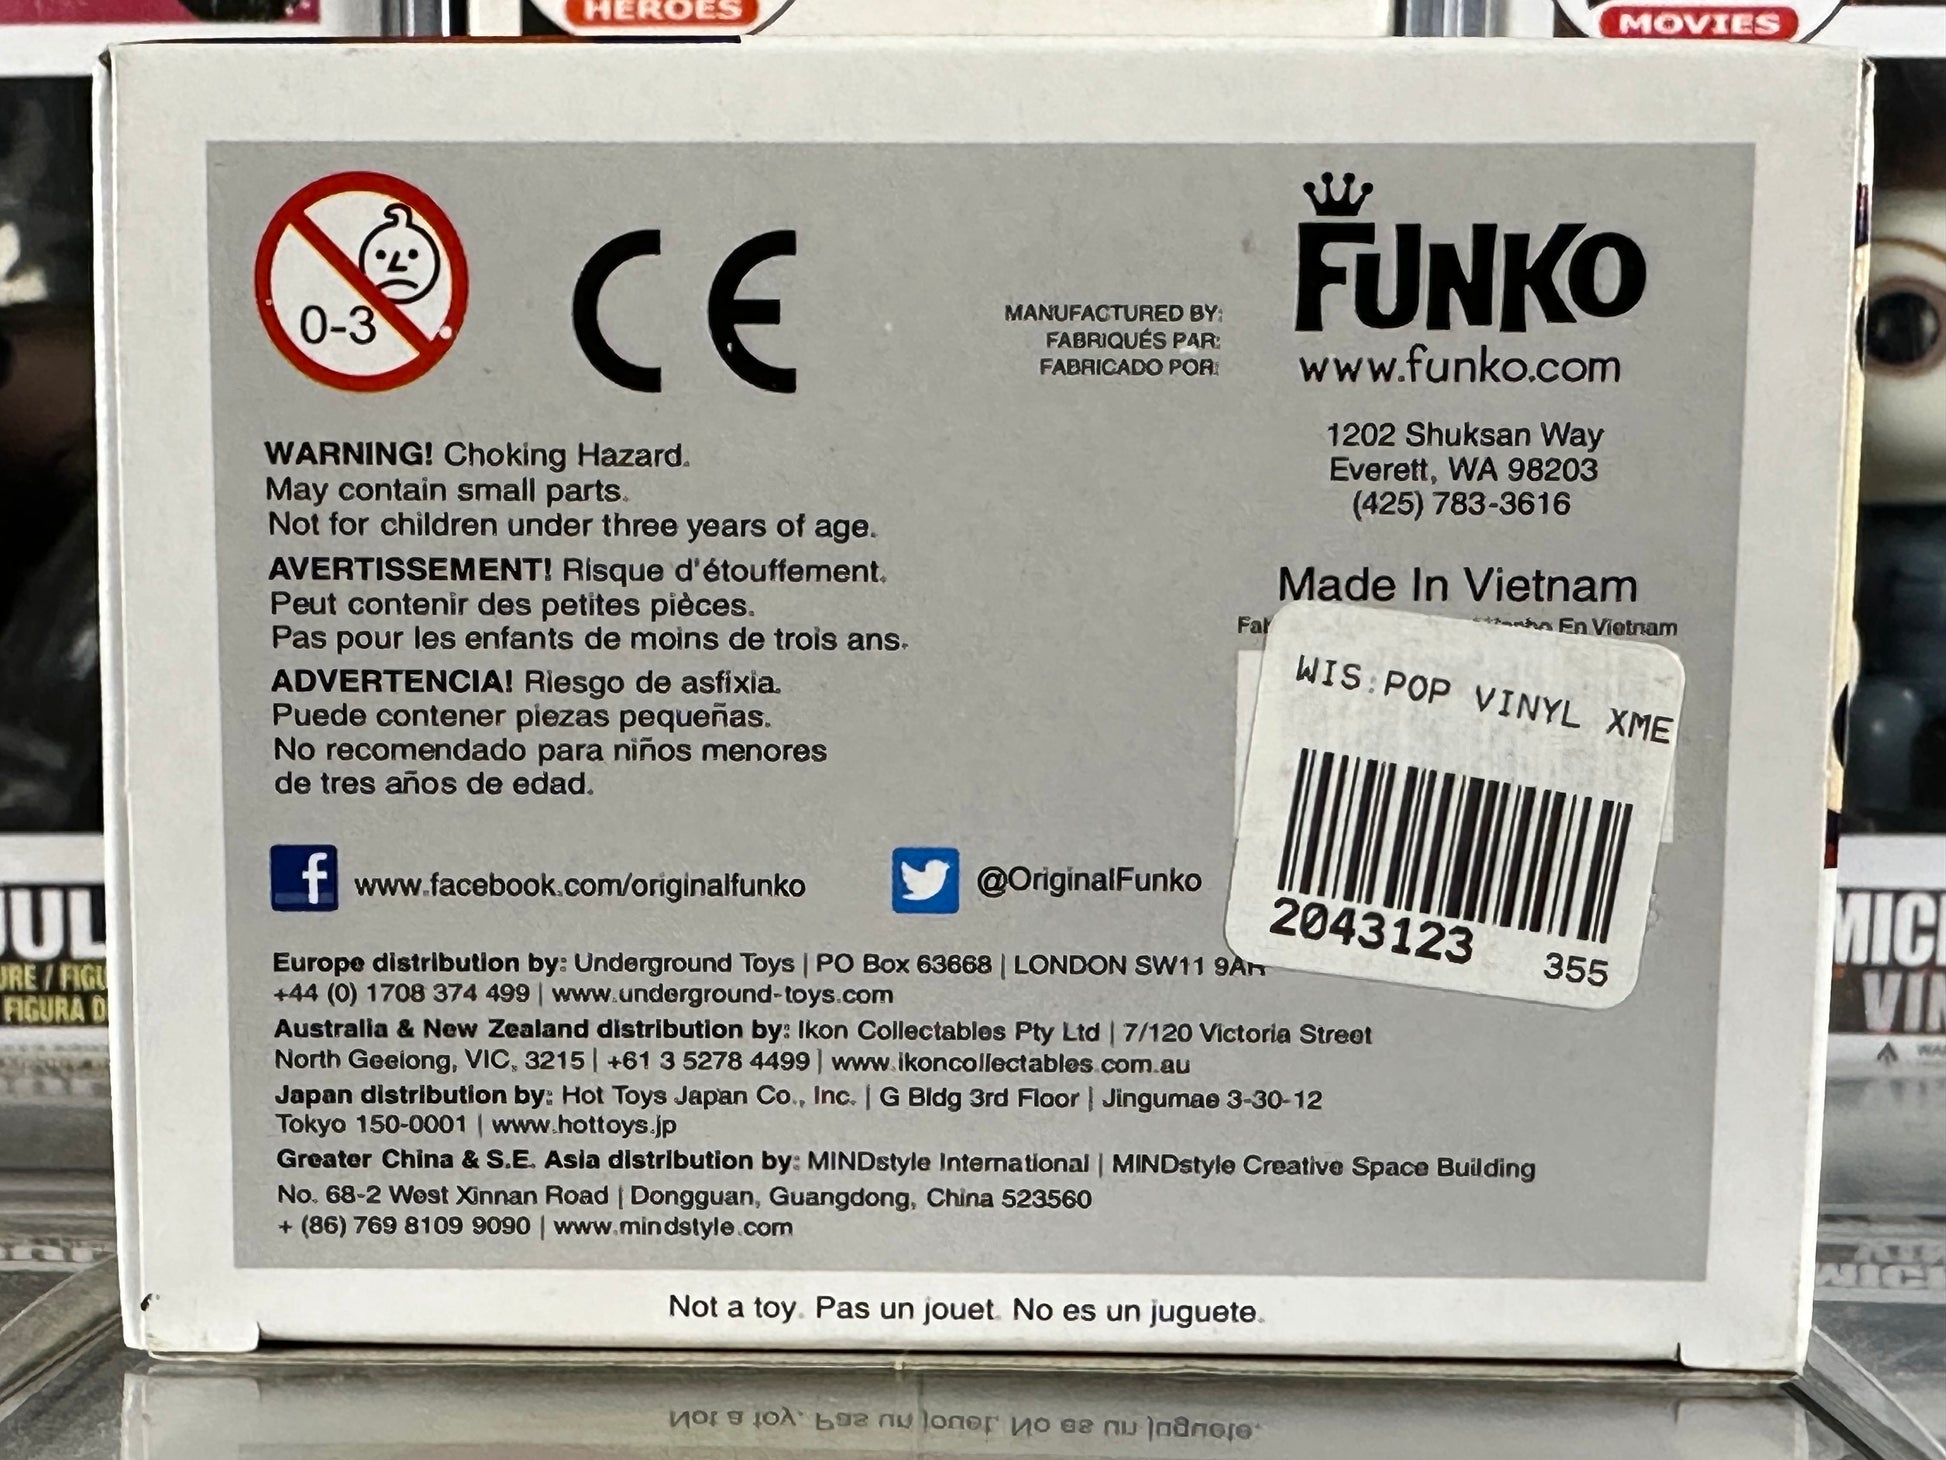 HEROES
MOVIES
0-3
CE
MANUFACTURED BY:
FABRIQUÉS PAR:
FABRICADO POR:
FUNKO
www.funko.com
1202 Shuksan Way
Everett, WA 98203
(425) 783-3616
Made In Vietnam
En Vietnam
WARNING! Choking Hazard.
May contain small parts.
Not for children under three years of age.
AVERTISSEMENT! Risque d'étouffement.
Peut contenir des petites pièces.
Pas pour les enfants de moins de trois ans.
ADVERTENCIA! Riesgo de asfixia.
Puede contener piezas pequeñas.
No recomendado para niños menores
de tres años de edad.
WIS:POP VINYL XME
2043123 355
f www.facebook.com/originalfunko
@OriginalFunko
Europe distribution by: Underground Toys | PO Box 63668 | LONDON SW11
+44 (0) 1708 374 499 | www.underground-toys.com
Australia & New Zealand distribution by: Ikon Collectables Pty Ltd | 7/120 Victoria Street
North Geelong, VIC, 3215 | +61 3 5278 4499 | www.ikoncollectables.com.au
Japan distribution by: Hot Toys Japan Co., Inc. | G Bldg 3rd Floor | Jingumae 3-30-12
Tokyo 150-0001 | www.hottoys.jp
Greater China & S.E. Asia distribution by: MINDstyle International | MINDstyle Creative Space Building
No. 68-2 West Xinnan Road | Dongguan, Guangdong, China 523560
+ (86) 769 8109 9090 | www.mindstyle.com
Not a toy. Pas un jouet. No es un juguete.
FIGURA